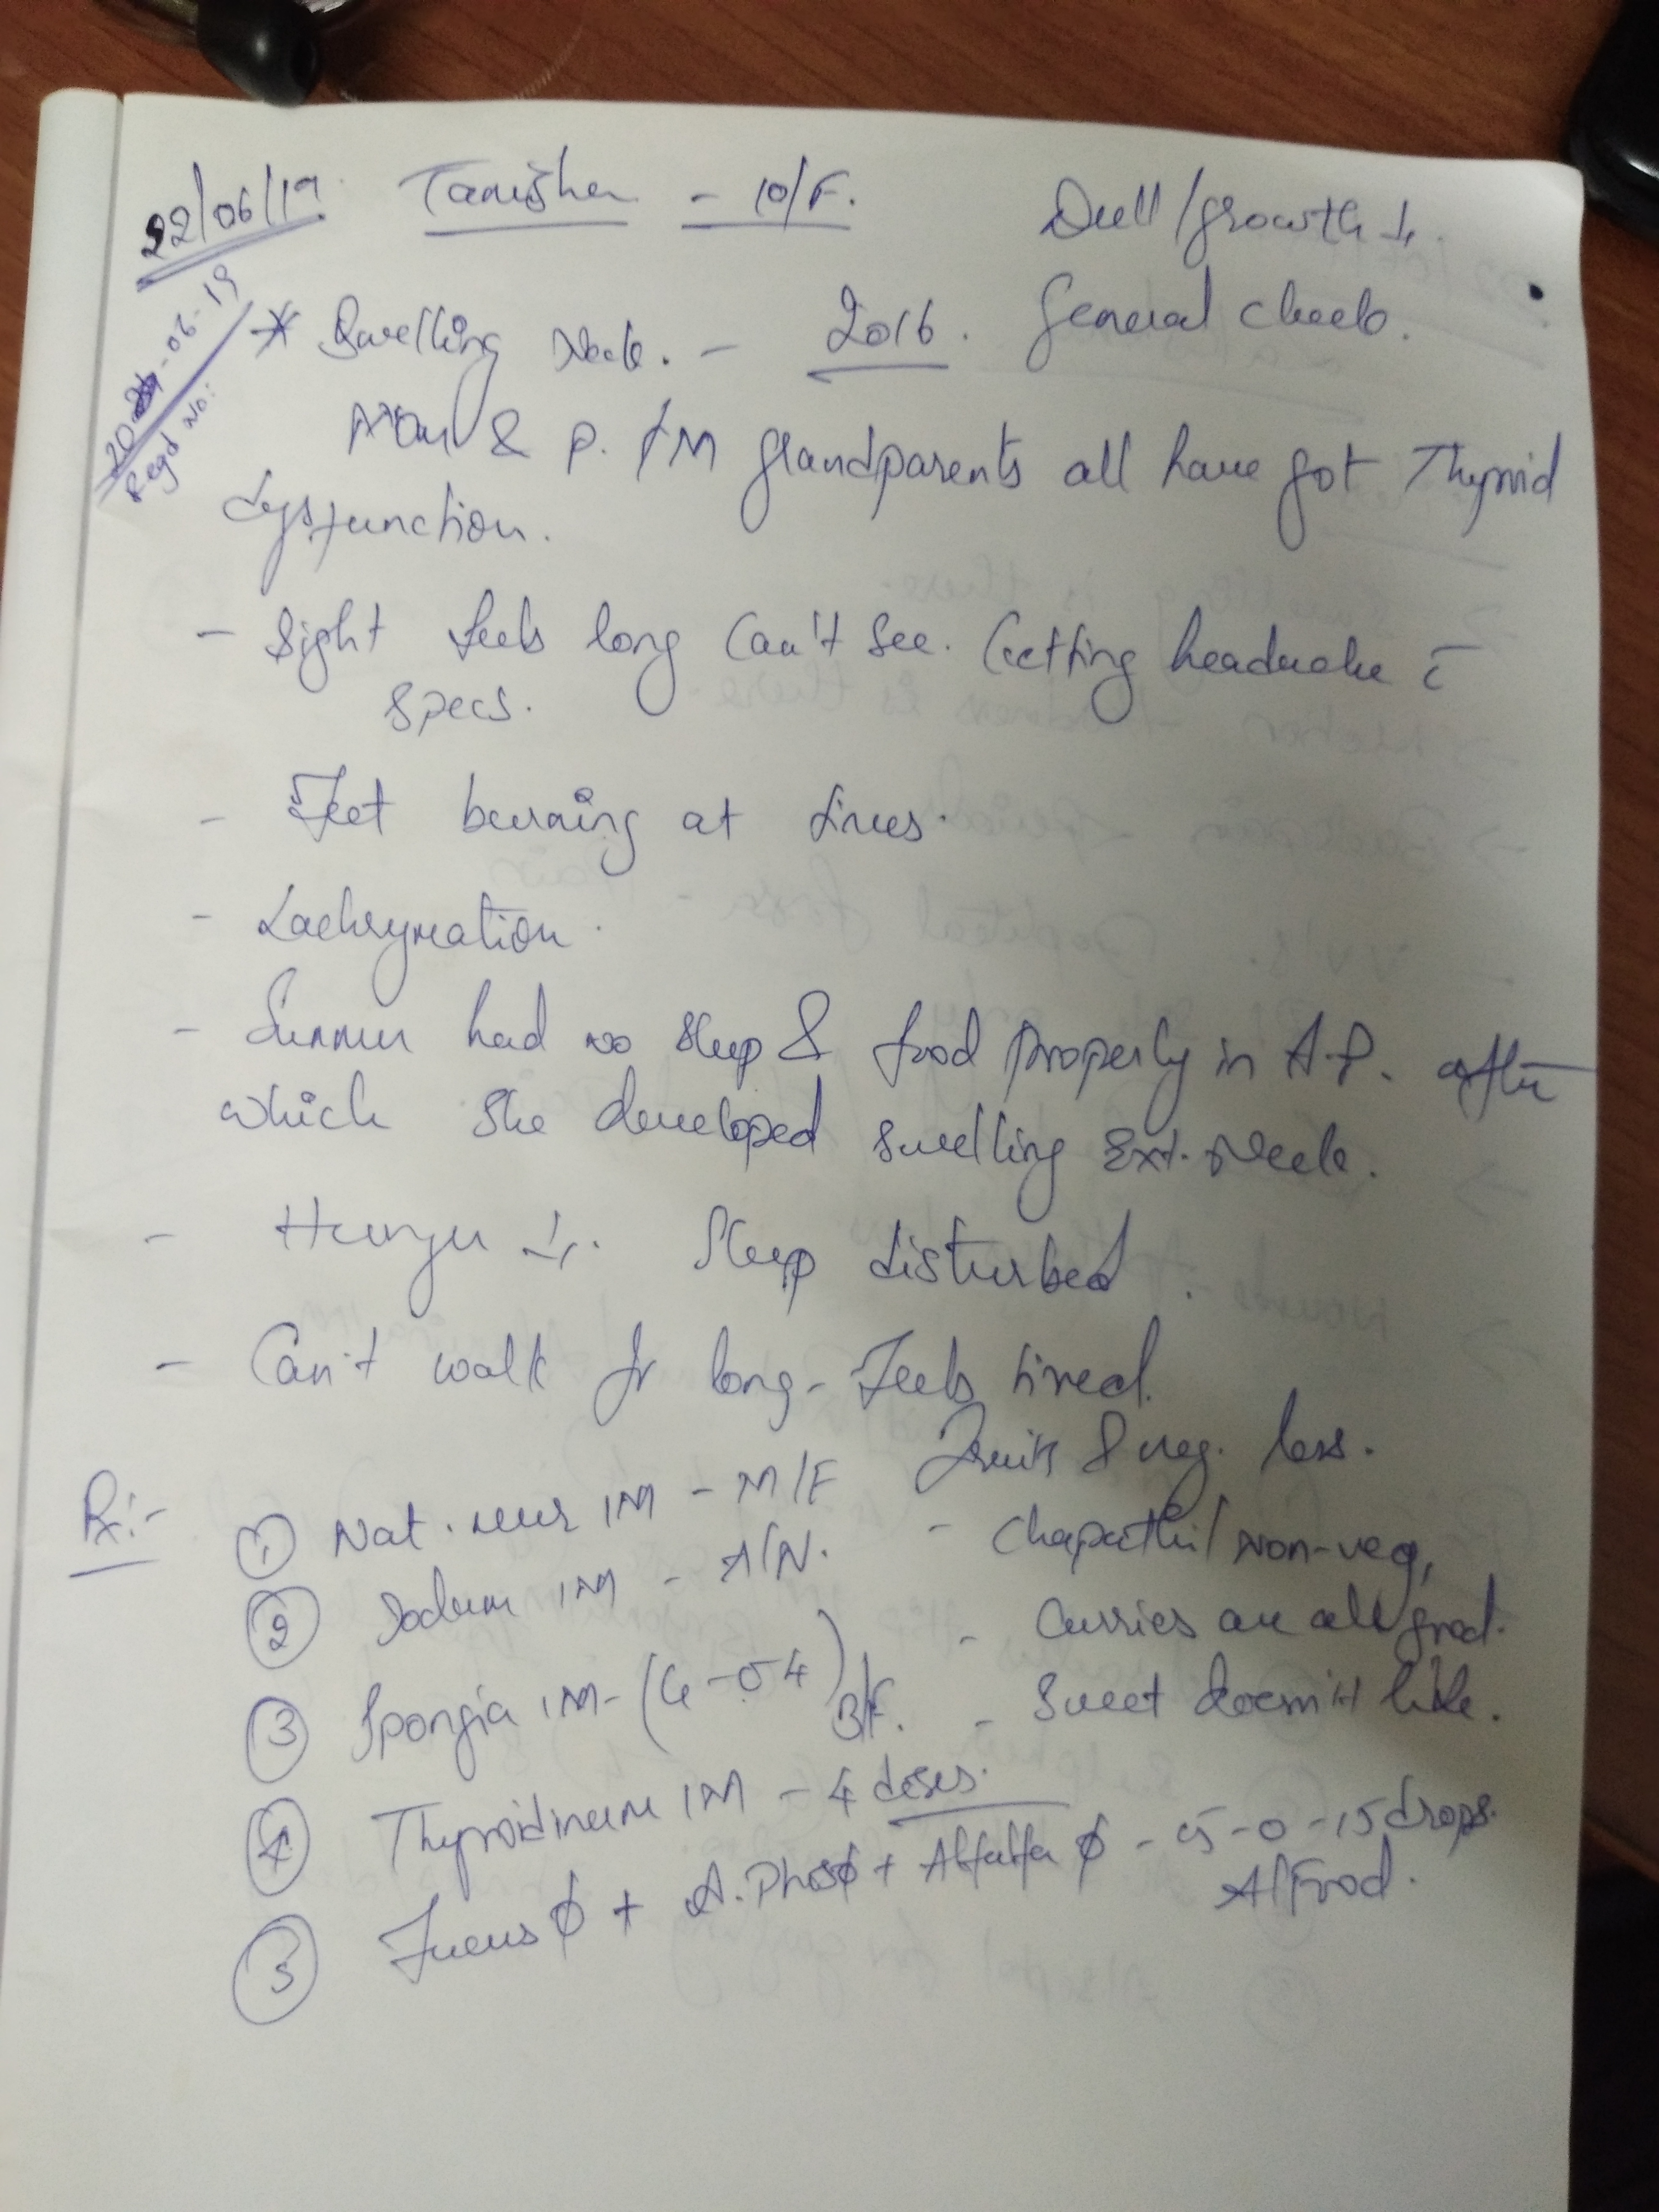 22/06/19. Tanisha - 10/F. Dull/growth ↓.
20-06-19
Regd No:
* Swelling Neck. - 2016. General check.
Mom & P. /M grandparents all have got Thyroid
dysfunction.
- Sight feels long can't see. Getting headache c̄
specs.
- Feet burning at times.
- Lachrymation.
- Summer had no sleep & food properly in A.P. after
which she developed swelling Ext. Neck.
- Hunger ↓. Sleep disturbed.
- Can't walk fr long - Feels tired.
Fruits & veg. less.
Rx:-
① Nat. mur 1M - M/F
- Chapathi/Non-veg,
② Iodum 1M - A/N.
- Curries are all good.
③ Spongia 1M - (4-0-4) B/F.
- Sweet doesn't like.
④ Thyroidinum 1M - 4 doses.
⑤ Fucus ϕ + A. Phos ϕ + Alfalfa ϕ - 15-0-15 drops.
A/Food.